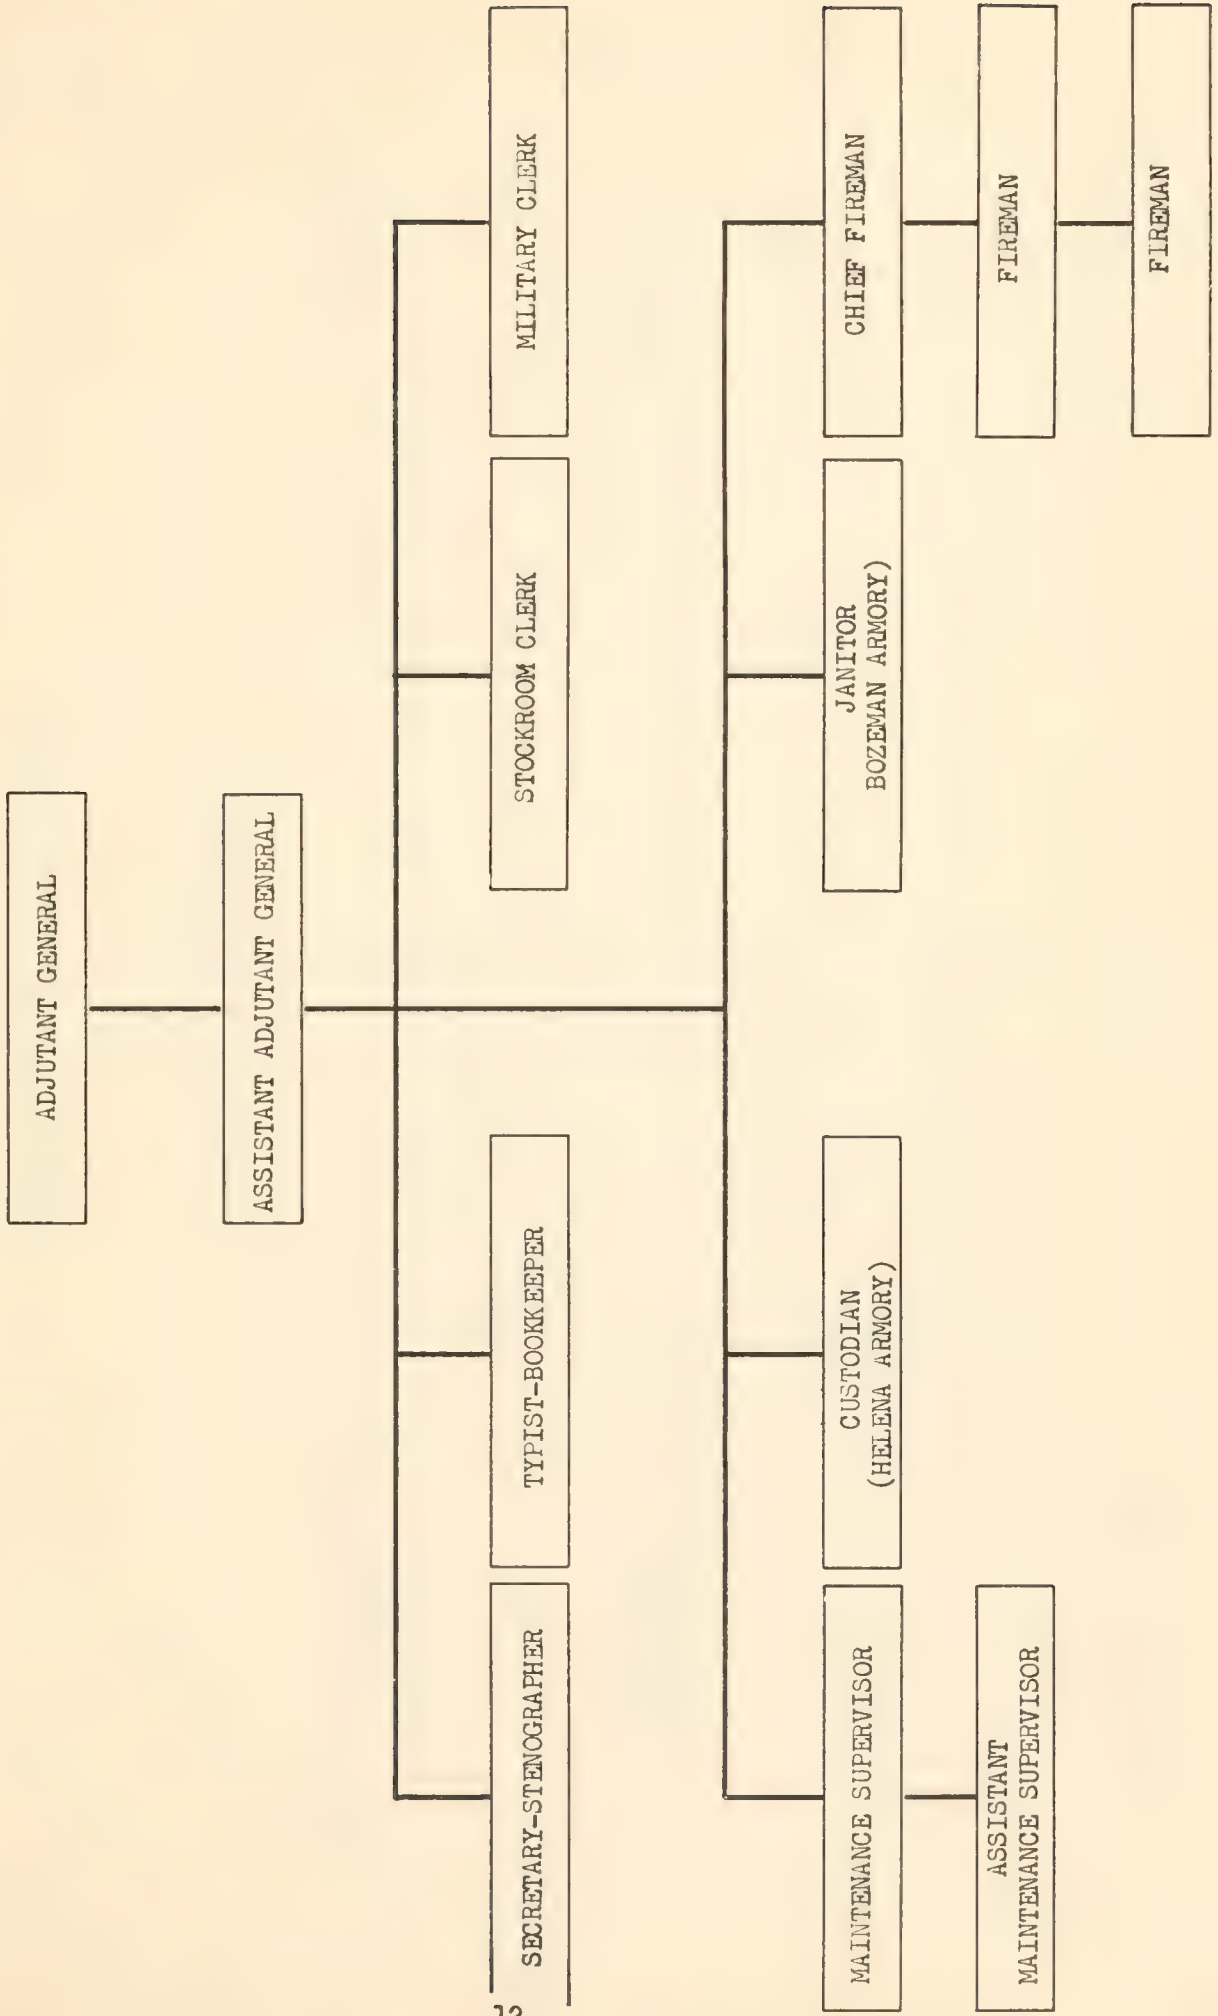 ADJUTANT GENERAL
ASSISTANT ADJUTANT GENERAL
SECRETARY-STENOGRAPHER
TYPIST-BOOKKEEPER
STOCKROOM CLERK
MILITARY CLERK
MAINTENANCE SUPERVISOR
CUSTODIAN
(HELENA ARMORY)
JANITOR
BOZEMAN ARMORY)
CHIEF FIREMAN
ASSISTANT
MAINTENANCE SUPERVISOR
FIREMAN
FIREMAN